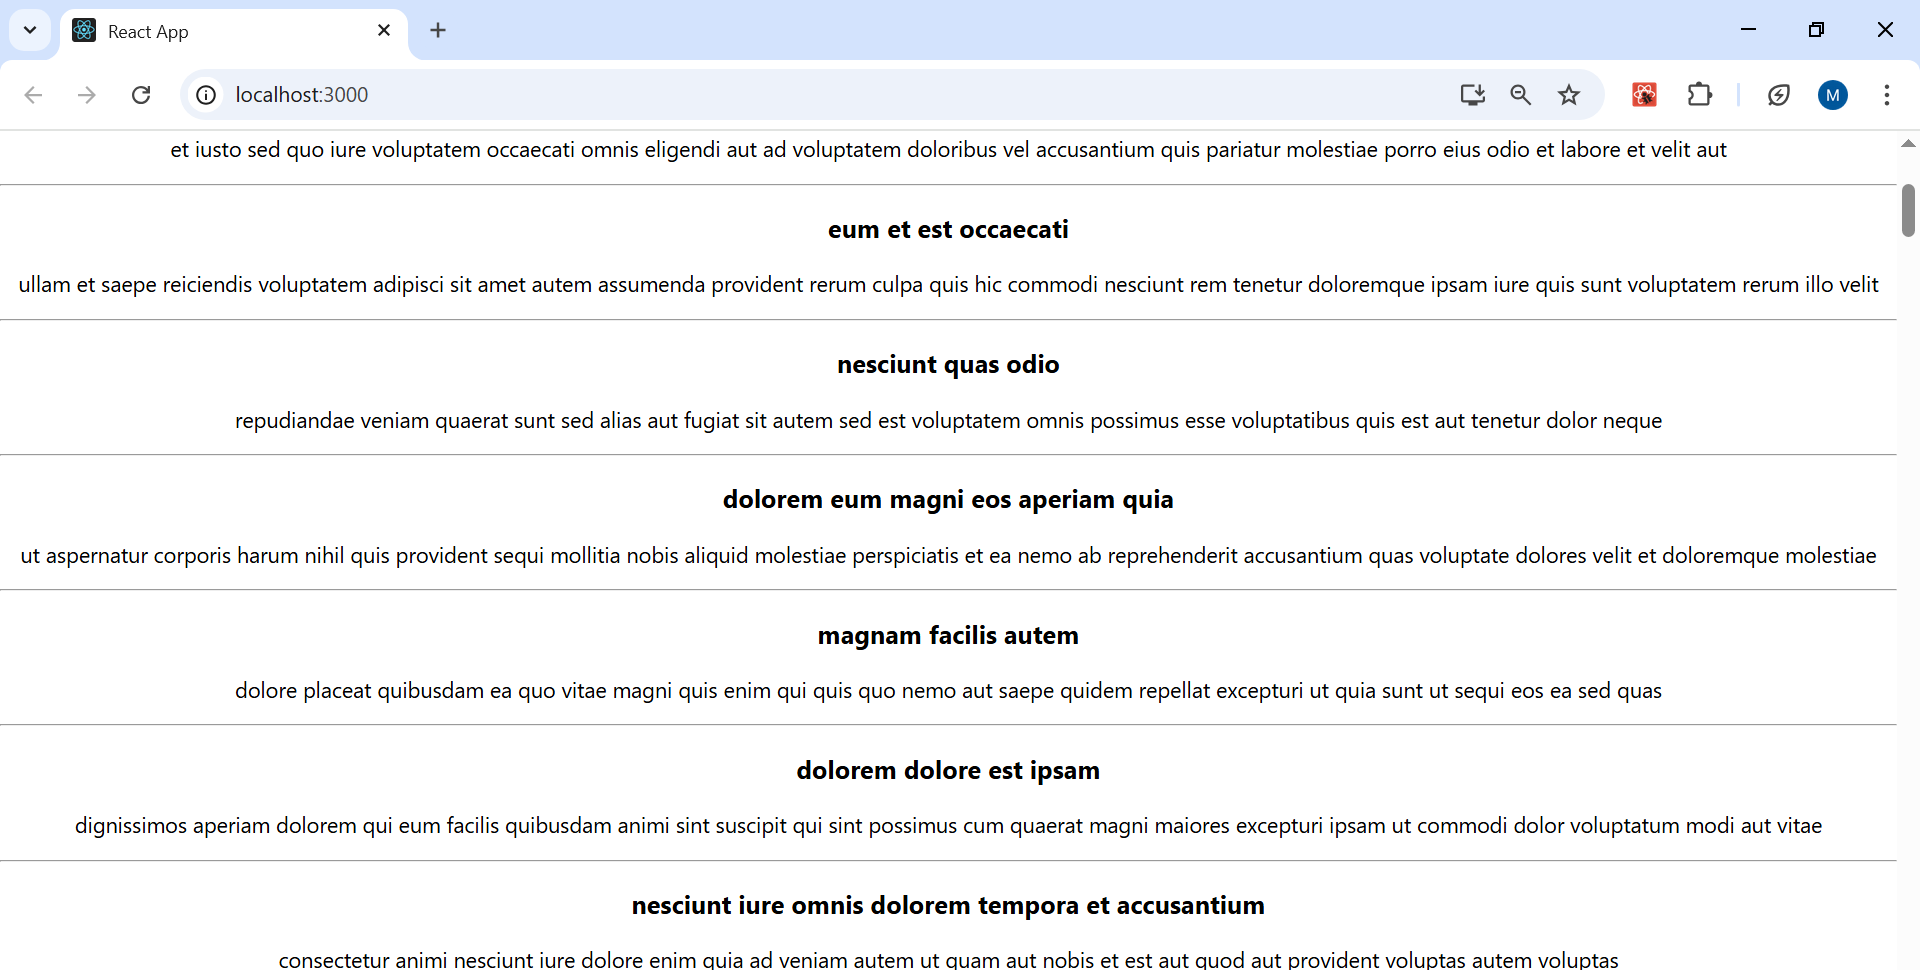 React App
localhost:3000
M
et iusto sed quo iure voluptatem occaecati omnis eligendi aut ad voluptatem doloribus vel accusantium quis pariatur molestiae porro eius odio et labore et velit aut
eum et est occaecati
ullam et saepe reiciendis voluptatem adipisci sit amet autem assumenda provident rerum culpa quis hic commodi nesciunt rem tenetur doloremque ipsam iure quis sunt voluptatem rerum illo velit
nesciunt quas odio
repudiandae veniam quaerat sunt sed alias aut fugiat sit autem sed est voluptatem omnis possimus esse voluptatibus quis est aut tenetur dolor neque
dolorem eum magni eos aperiam quia
ut aspernatur corporis harum nihil quis provident sequi mollitia nobis aliquid molestiae perspiciatis et ea nemo ab reprehenderit accusantium quas voluptate dolores velit et doloremque molestiae
magnam facilis autem
dolore placeat quibusdam ea quo vitae magni quis enim qui quis quo nemo aut saepe quidem repellat excepturi ut quia sunt ut sequi eos ea sed quas
dolorem dolore est ipsam
dignissimos aperiam dolorem qui eum facilis quibusdam animi sint suscipit qui sint possimus cum quaerat magni maiores excepturi ipsam ut commodi dolor voluptatum modi aut vitae
nesciunt iure omnis dolorem tempora et accusantium
consectetur animi nesciunt iure dolore enim quia ad veniam autem ut quam aut nobis et est aut quod aut provident voluptas autem voluptas